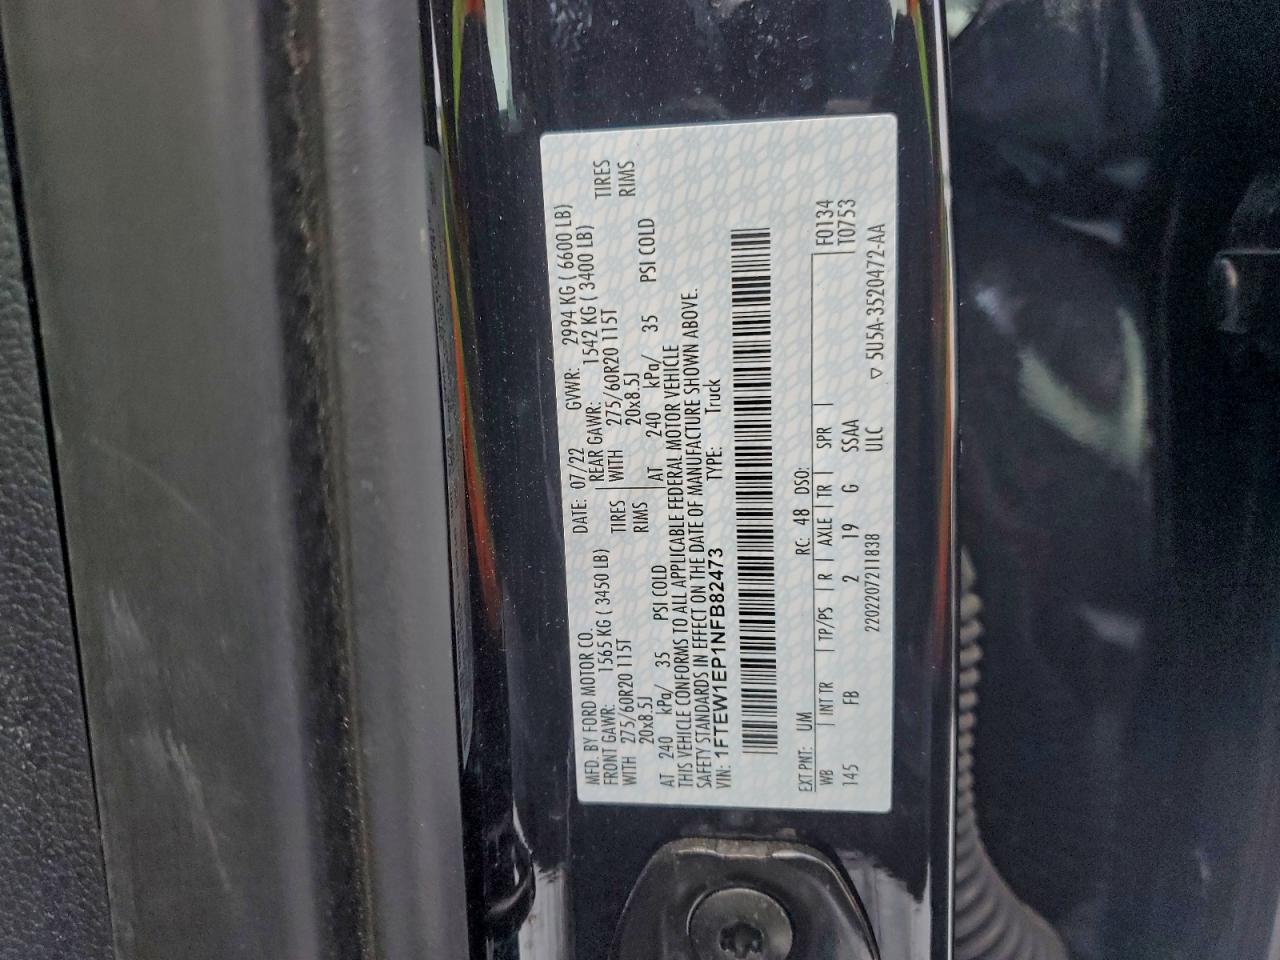 MFD. BY FORD MOTOR CO. DATE: 07/22 GVWR: 2994 KG ( 6600 LB)
FRONT GAWR: 1565 KG ( 3450 LB) REAR GAWR: 1542 KG ( 3400 LB)
WITH 275/60R20 115T TIRES WITH 275/60R20 115T TIRES
20x8.5J RIMS 20x8.5J RIMS
AT 240 kPa/ 35 PSI COLD AT 240 kPa/ 35 PSI COLD
THIS VEHICLE CONFORMS TO ALL APPLICABLE FEDERAL MOTOR VEHICLE
SAFETY STANDARDS IN EFFECT ON THE DATE OF MANUFACTURE SHOWN ABOVE.
VIN: 1FTEW1EP1NFB82473 TYPE: Truck
EXT PNT: UM RC: 48 DSO: F0134
WB INT TR TP/PS R AXLE TR SPR T0753
145 FB 2 19 G SSAA
2202207211838 ULC ▽ 5U5A-3520472-AA